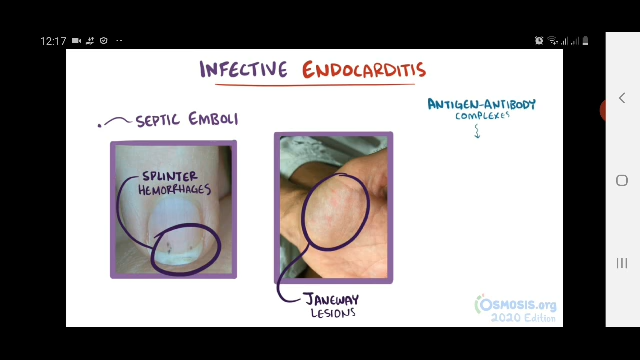 12:17
INFECTIVE ENDOCARDITIS
SEPTIC EMBOLI
ANTIGEN-ANTIBODY
COMPLEXES
SPLINTER
HEMORRHAGES
JANEWAY
LESIONS
OSMOSIS.org
2020 Edition